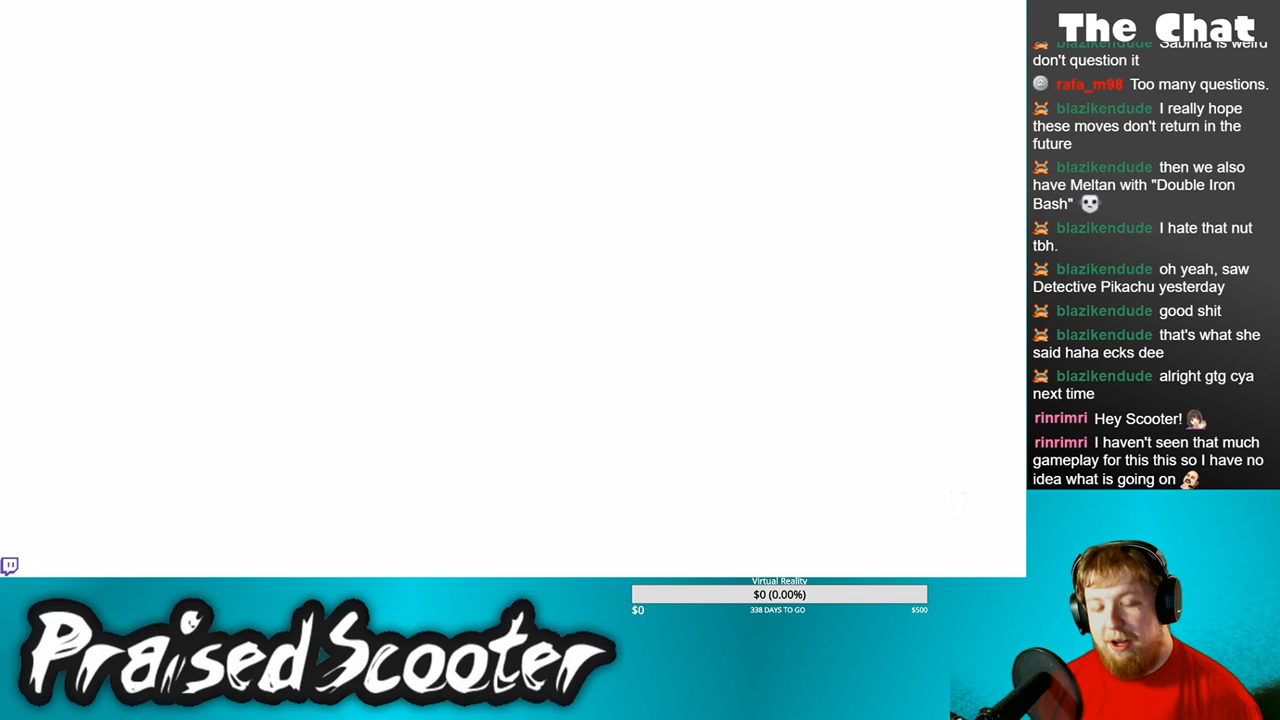 The Chat
blazikendude Sabrina is weird
don't question it
rafa_m98 Too many questions.
blazikendude I really hope
these moves don't return in the
future
blazikendude then we also
have Meltan with "Double Iron
Bash"
blazikendude I hate that nut
tbh.
blazikendude oh yeah, saw
Detective Pikachu yesterday
blazikendude good shit
blazikendude that's what she
said haha ecks dee
blazikendude alright gtg cya
next time
rinrimri Hey Scooter!
rinrimri I haven't seen that much
gameplay for this this so I have no
idea what is going on
Virtual Reality
$0 (0.00%)
$0 338 DAYS TO GO $500
PraisedScooter